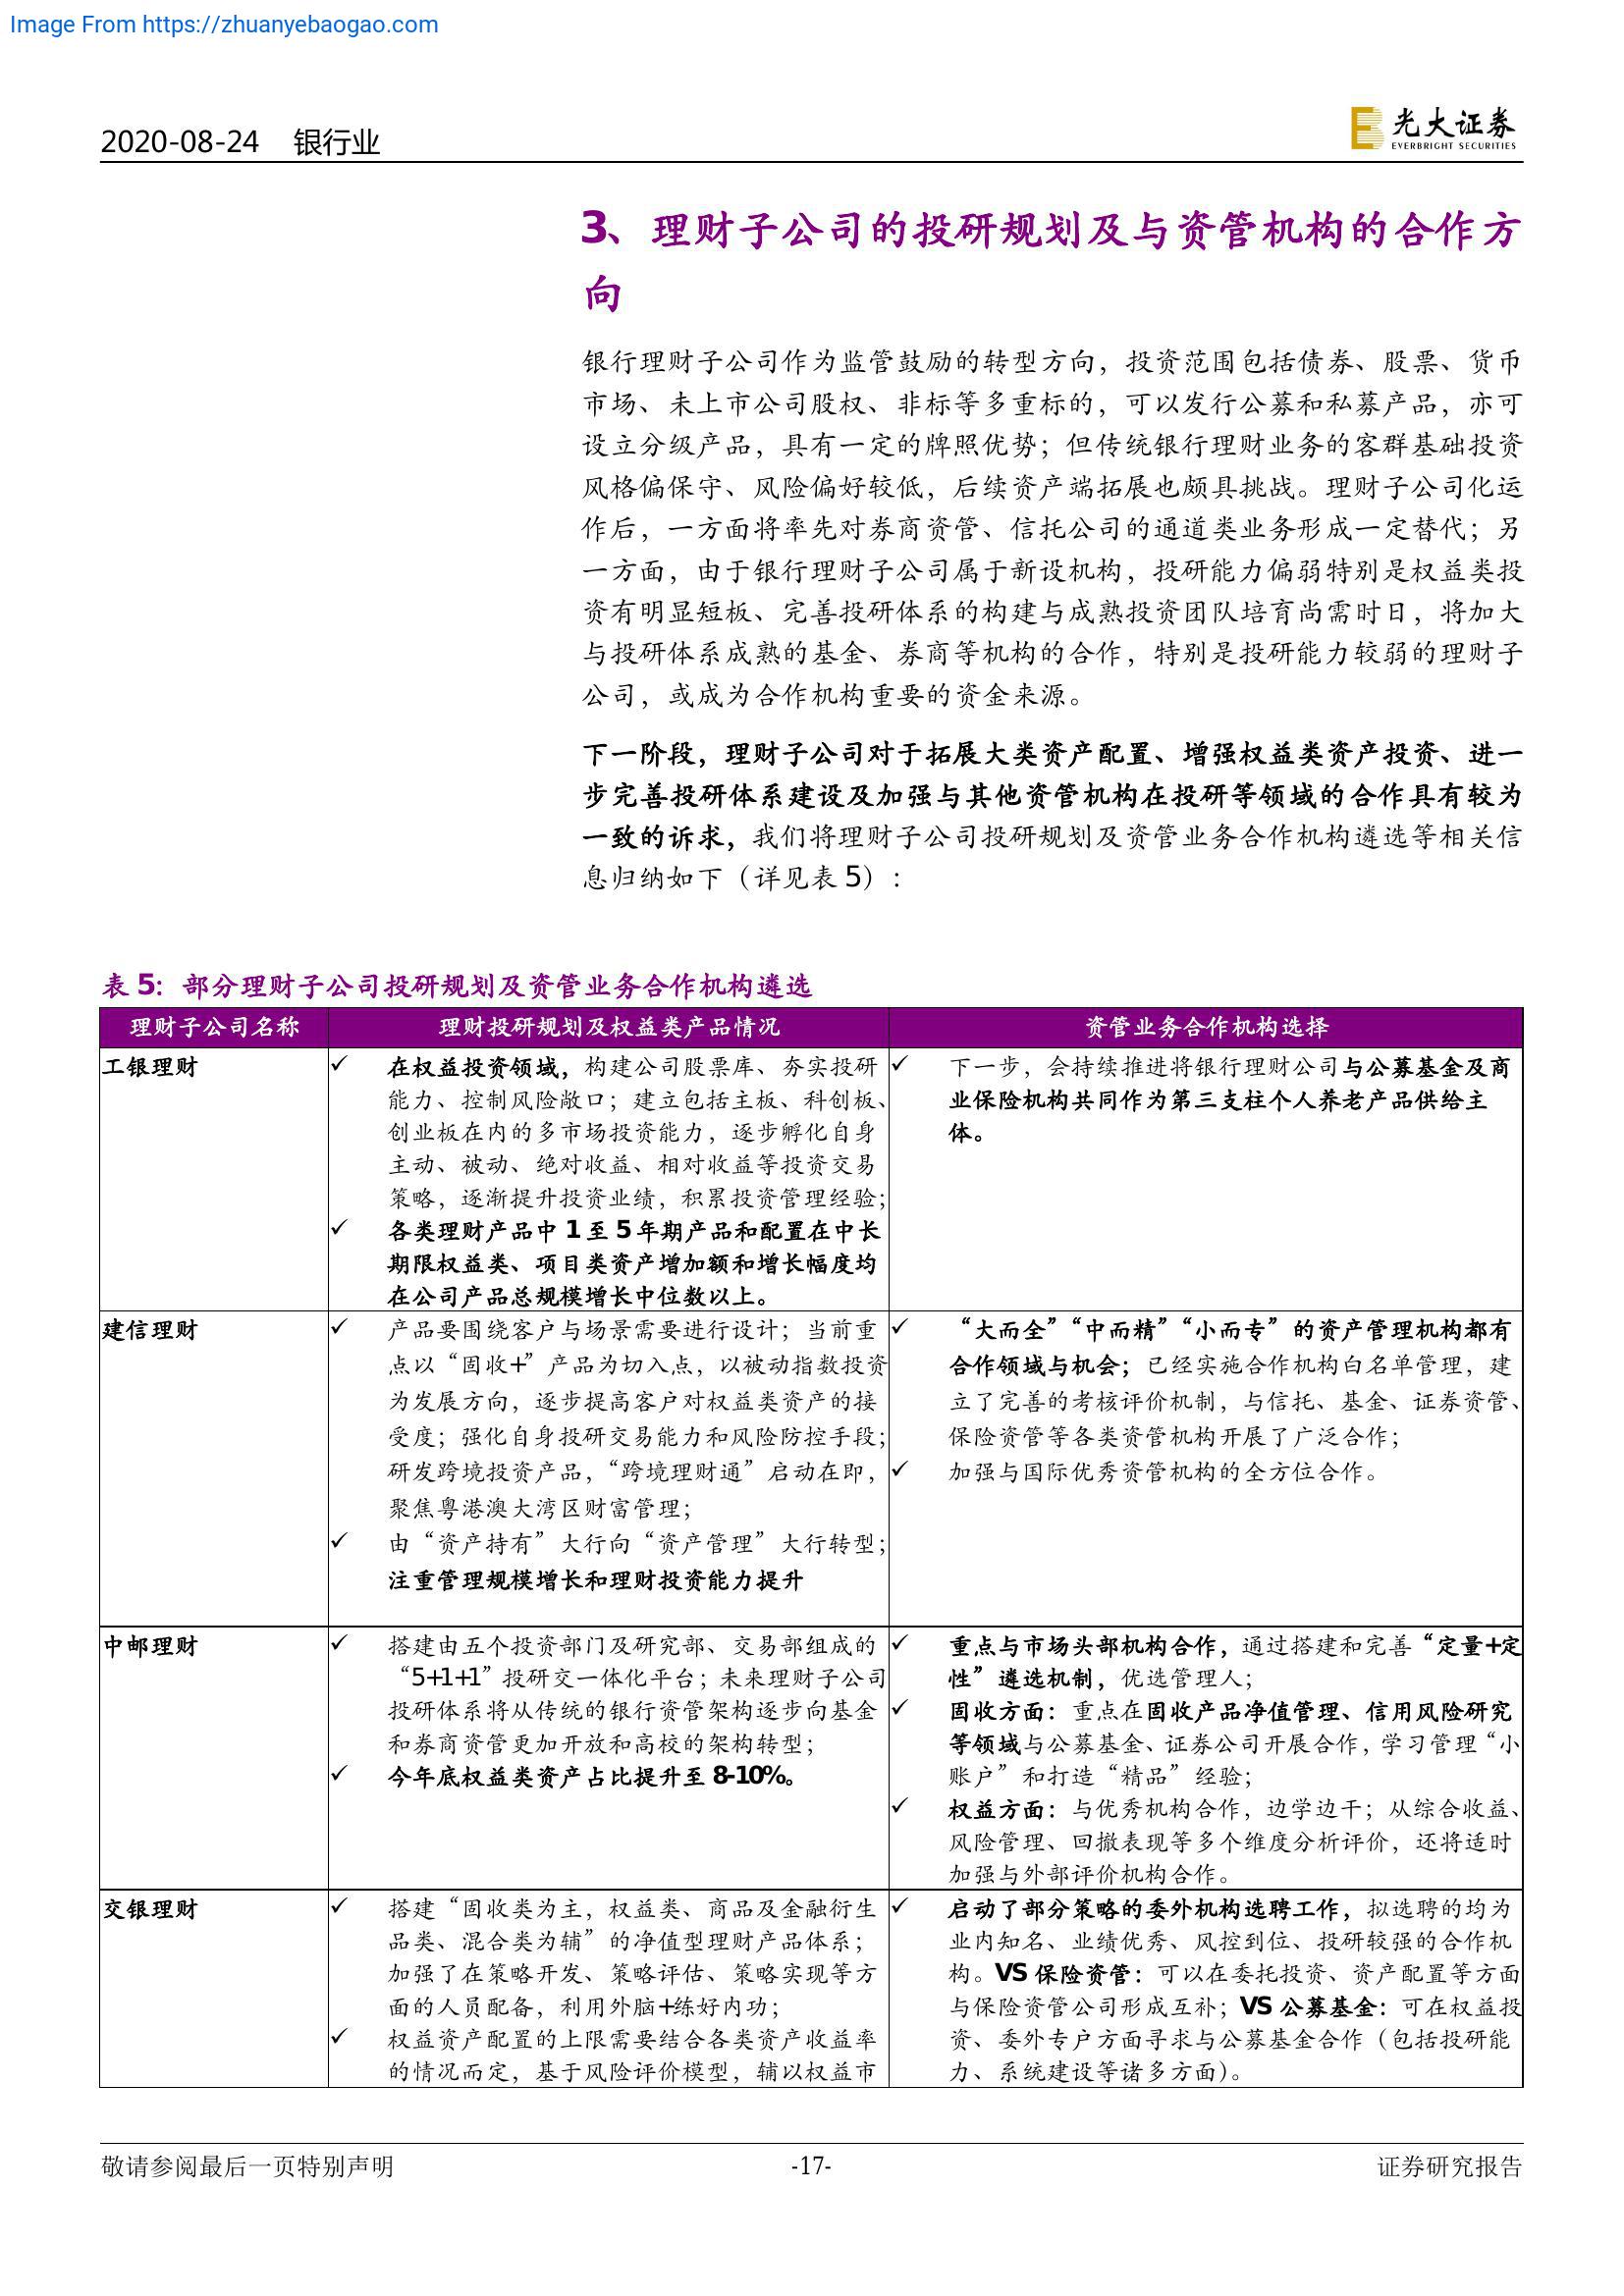 Image From https://zhuanyebaogao.com
2020-08-24 银行业
光大证券
EVERBRIGHT SECURITIES
3、理财子公司的投研规划及与资管机构的合作方
向
银行理财子公司作为监管鼓励的转型方向，投资范围包括债券、股票、货币
市场、未上市公司股权、非标等多重标的，可以发行公募和私募产品，亦可
设立分级产品，具有一定的牌照优势；但传统银行理财业务的客群基础投资
风格偏保守、风险偏好较低，后续资产端拓展也颇具挑战。理财子公司化运
作后，一方面将率先对券商资管、信托公司的通道类业务形成一定替代；另
一方面，由于银行理财子公司属于新设机构，投研能力偏弱特别是权益类投
资有明显短板、完善投研体系的构建与成熟投资团队培育尚需时日，将加大
与投研体系成熟的基金、券商等机构的合作，特别是投研能力较弱的理财子
公司，或成为合作机构重要的资金来源。
下一阶段，理财子公司对于拓展大类资产配置、增强权益类资产投资、进一
步完善投研体系建设及加强与其他资管机构在投研等领域的合作具有较为
一致的诉求，我们将理财子公司投研规划及资管业务合作机构遴选等相关信
息归纳如下（详见表 5）：
表 5：部分理财子公司投研规划及资管业务合作机构遴选
理财子公司名称 理财投研规划及权益类产品情况 资管业务合作机构选择
工银理财
✓ 在权益投资领域，构建公司股票库、夯实投研
能力、控制风险敞口；建立包括主板、科创板、
创业板在内的多市场投资能力，逐步孵化自身
主动、被动、绝对收益、相对收益等投资交易
策略，逐渐提升投资业绩，积累投资管理经验；
✓ 各类理财产品中 1 至 5 年期产品和配置在中长
期限权益类、项目类资产增加额和增长幅度均
在公司产品总规模增长中位数以上。
✓ 下一步，会持续推进将银行理财公司与公募基金及商
业保险机构共同作为第三支柱个人养老产品供给主
体。
建信理财
✓ 产品要围绕客户与场景需要进行设计；当前重
点以“固收+”产品为切入点，以被动指数投资
为发展方向，逐步提高客户对权益类资产的接
受度；强化自身投研交易能力和风险防控手段；
研发跨境投资产品，“跨境理财通”启动在即，
聚焦粤港澳大湾区财富管理；
✓ 由“资产持有”大行向“资产管理”大行转型；
注重管理规模增长和理财投资能力提升
✓ “大而全”“中而精”“小而专”的资产管理机构都有
合作领域与机会；已经实施合作机构白名单管理，建
立了完善的考核评价机制，与信托、基金、证券资管、
保险资管等各类资管机构开展了广泛合作；
✓ 加强与国际优秀资管机构的全方位合作。
中邮理财
✓ 搭建由五个投资部门及研究部、交易部组成的
“5+1+1”投研交一体化平台；未来理财子公司
投研体系将从传统的银行资管架构逐步向基金
和券商资管更加开放和高校的架构转型；
✓ 今年底权益类资产占比提升至 8-10%。
✓ 重点与市场头部机构合作，通过搭建和完善“定量+定
性”遴选机制，优选管理人；
✓ 固收方面：重点在固收产品净值管理、信用风险研究
等领域与公募基金、证券公司开展合作，学习管理“小
账户”和打造“精品”经验；
✓ 权益方面：与优秀机构合作，边学边干；从综合收益、
风险管理、回撤表现等多个维度分析评价，还将适时
加强与外部评价机构合作。
交银理财
✓ 搭建“固收类为主，权益类、商品及金融衍生
品类、混合类为辅”的净值型理财产品体系；
加强了在策略开发、策略评估、策略实现等方
面的人员配备，利用外脑+练好内功；
✓ 权益资产配置的上限需要结合各类资产收益率
的情况而定，基于风险评价模型，辅以权益市
✓ 启动了部分策略的委外机构选聘工作，拟选聘的均为
业内知名、业绩优秀、风控到位、投研较强的合作机
构。VS 保险资管：可以在委托投资、资产配置等方面
与保险资管公司形成互补；VS 公募基金：可在权益投
资、委外专户方面寻求与公募基金合作（包括投研能
力、系统建设等诸多方面）。
敬请参阅最后一页特别声明 -17- 证券研究报告